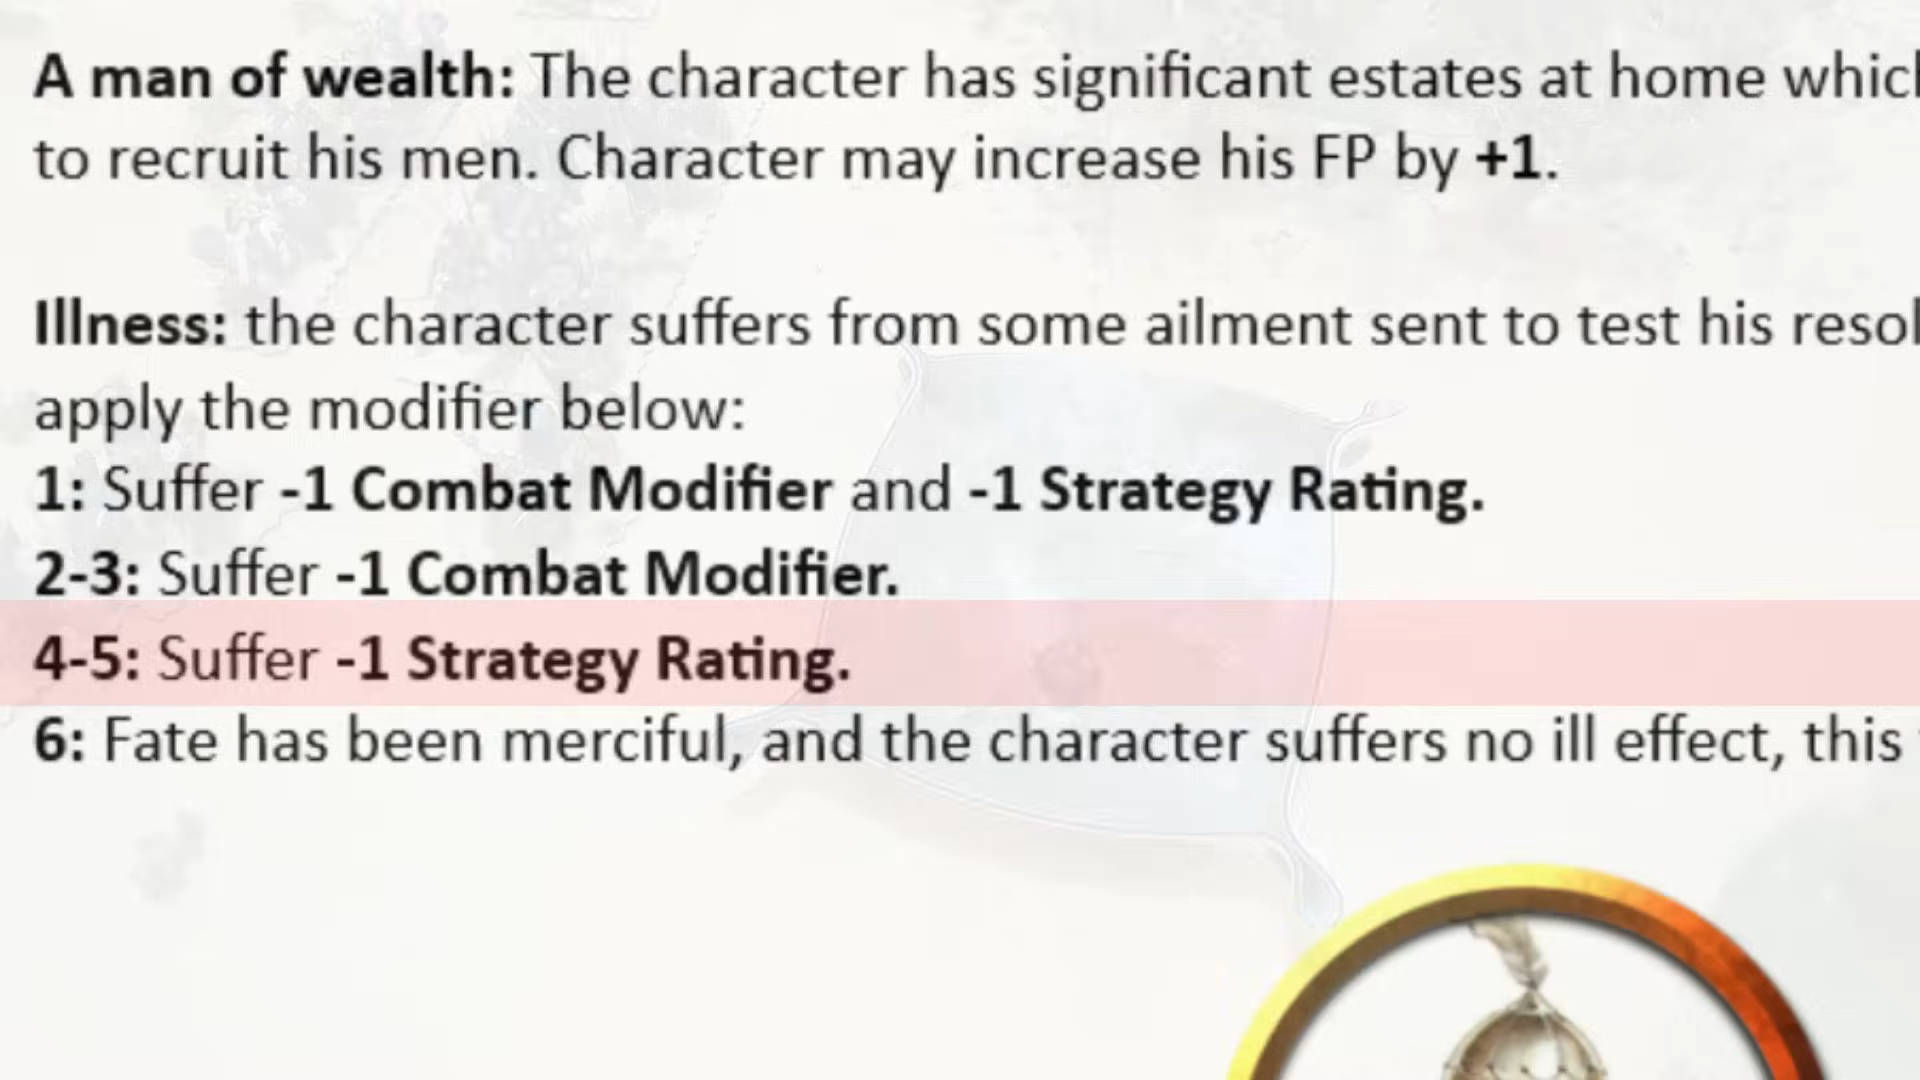 A man of wealth: The character has significant estates at home
to recruit his men. Character may increase his FP by +1.
Illness: the character suffers from some ailment sent to test his
apply the modifier below:
1: Suffer -1 Combat Modifier and -1 Strategy Rating.
2-3: Suffer -1 Combat Modifier.
4-5: Suffer -1 Strategy Rating.
6: Fate has been merciful, and the character suffers no ill effect, this